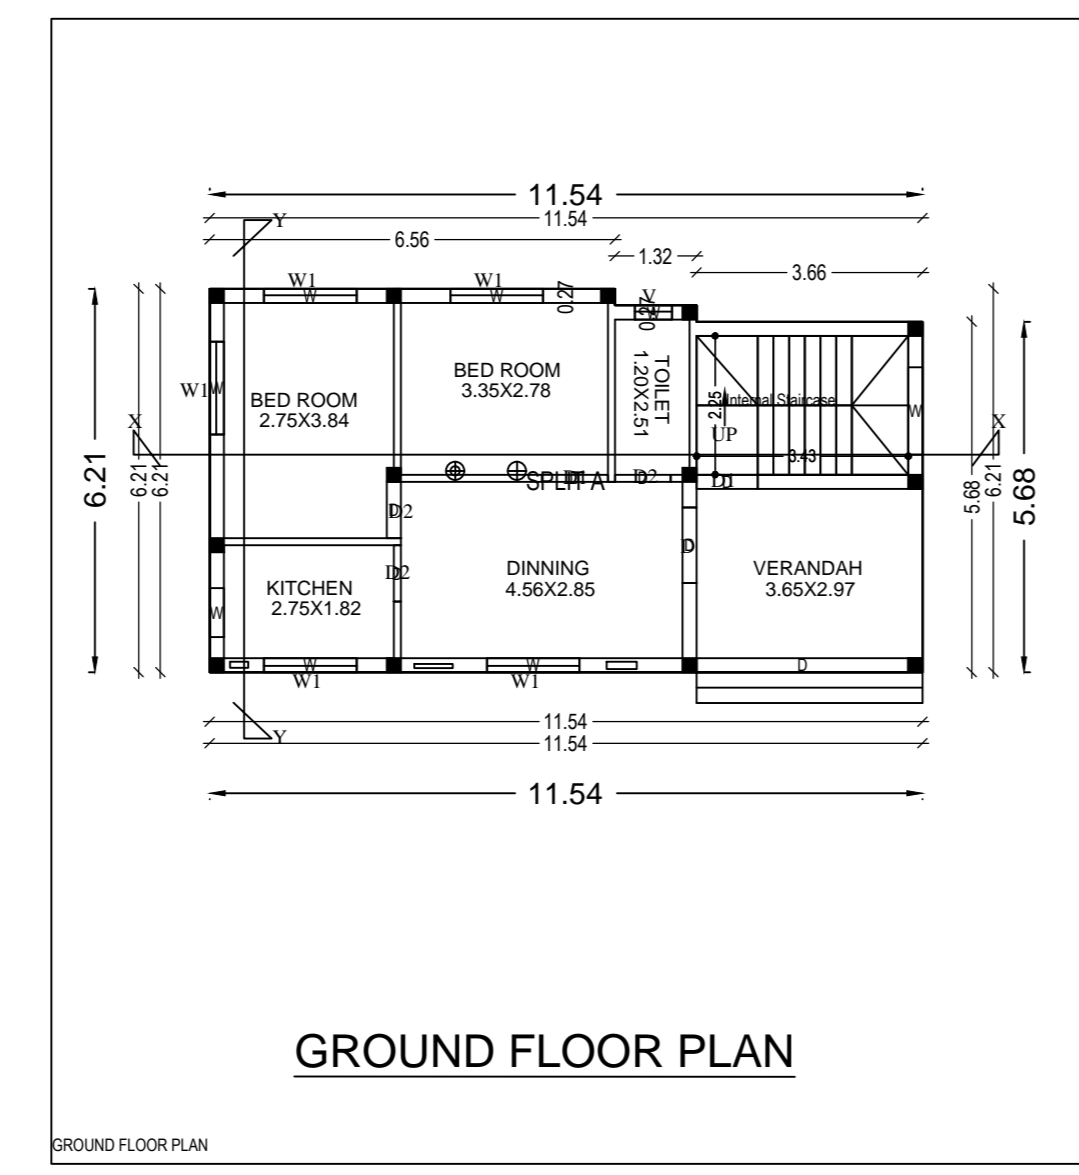 11.54
11.54
Y
6.56
1.32
3.66
W1
W1
V
W
W
W
0.27
0.27
BED ROOM
3.35X2.78
TOILET
1.20X2.51
W1
W
BED ROOM
2.75X3.84
2.25
Internal Staircase
W
X
X
UP
3.43
6.21
6.21
6.21
5.68
6.21
5.68
SPLIT A
D1
D2
D
D1
D
D2
D
D2
D
D
KITCHEN
2.75X1.82
DINNING
4.56X2.85
VERANDAH
3.65X2.97
W
W
W
D
W1
W1
11.54
Y
11.54
11.54
GROUND FLOOR PLAN
GROUND FLOOR PLAN